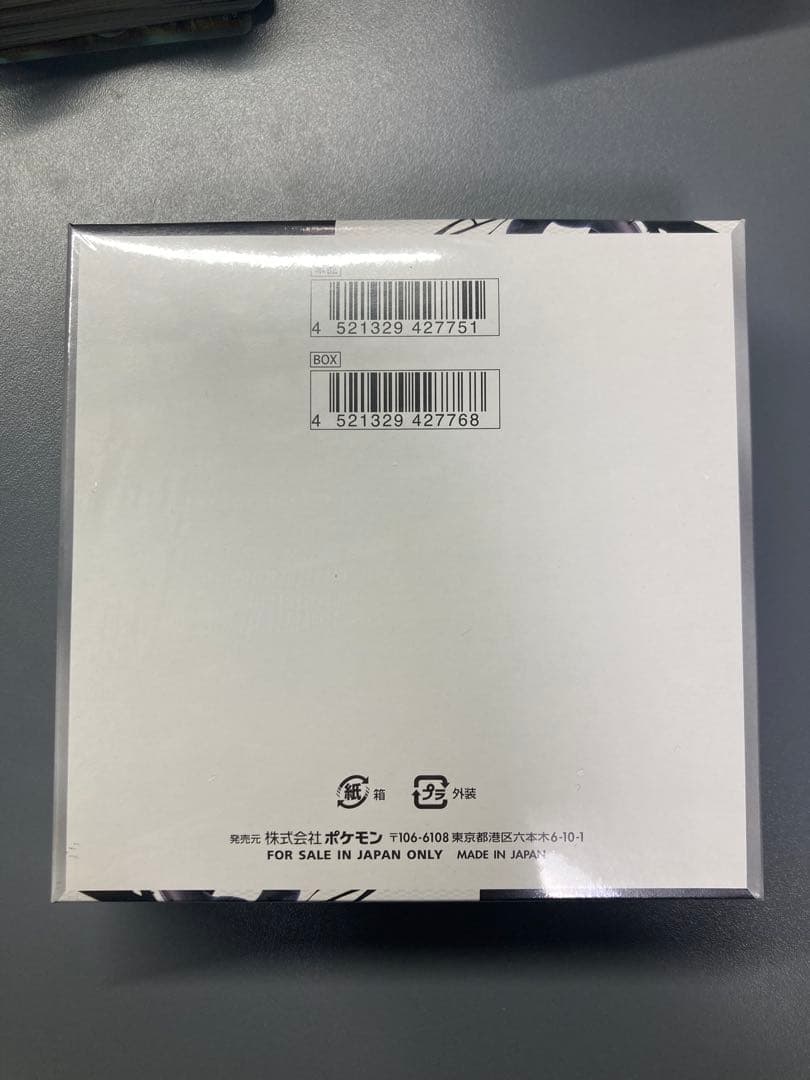 4 521329 427751
BOX
4 521329 427768
紙 箱 プラ 外装
発売元 株式会社ポケモン 〒106-6108 東京都港区六本木6-10-1
FOR SALE IN JAPAN ONLY MADE IN JAPAN